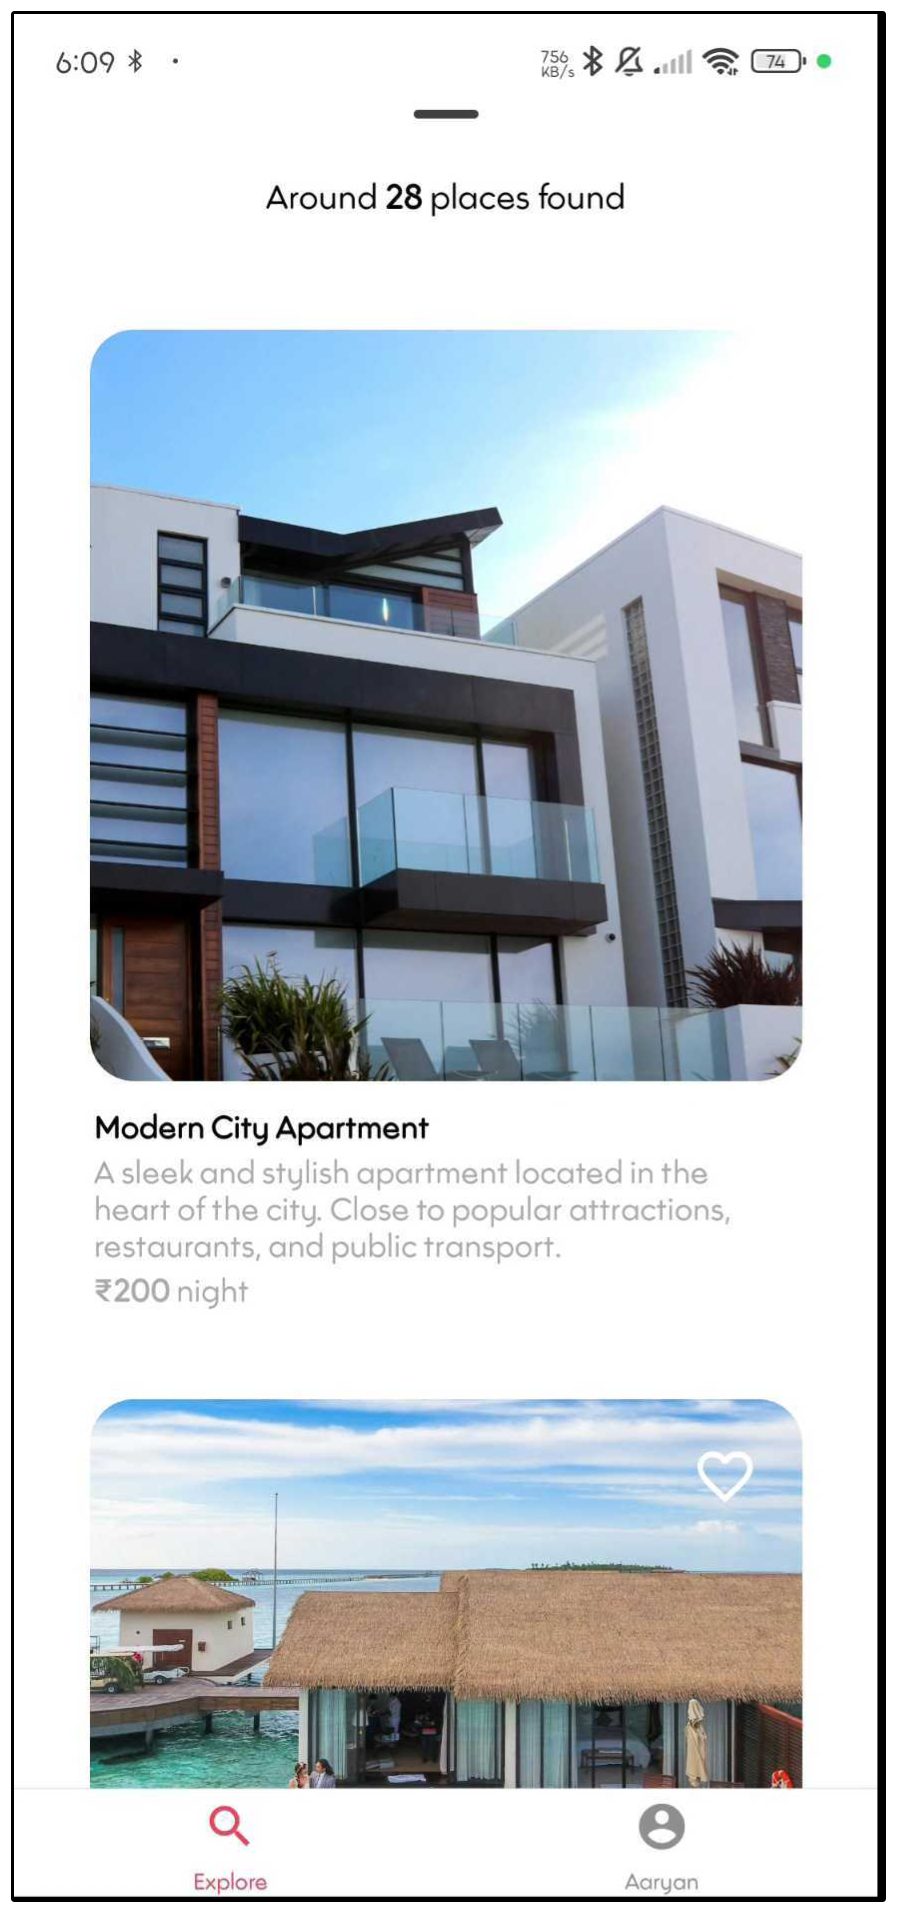 6:09
756
KB/s
74
Around 28 places found
Modern City Apartment
A sleek and stylish apartment located in the
heart of the city. Close to popular attractions,
restaurants, and public transport.
₹200 night
Explore
Aaryan